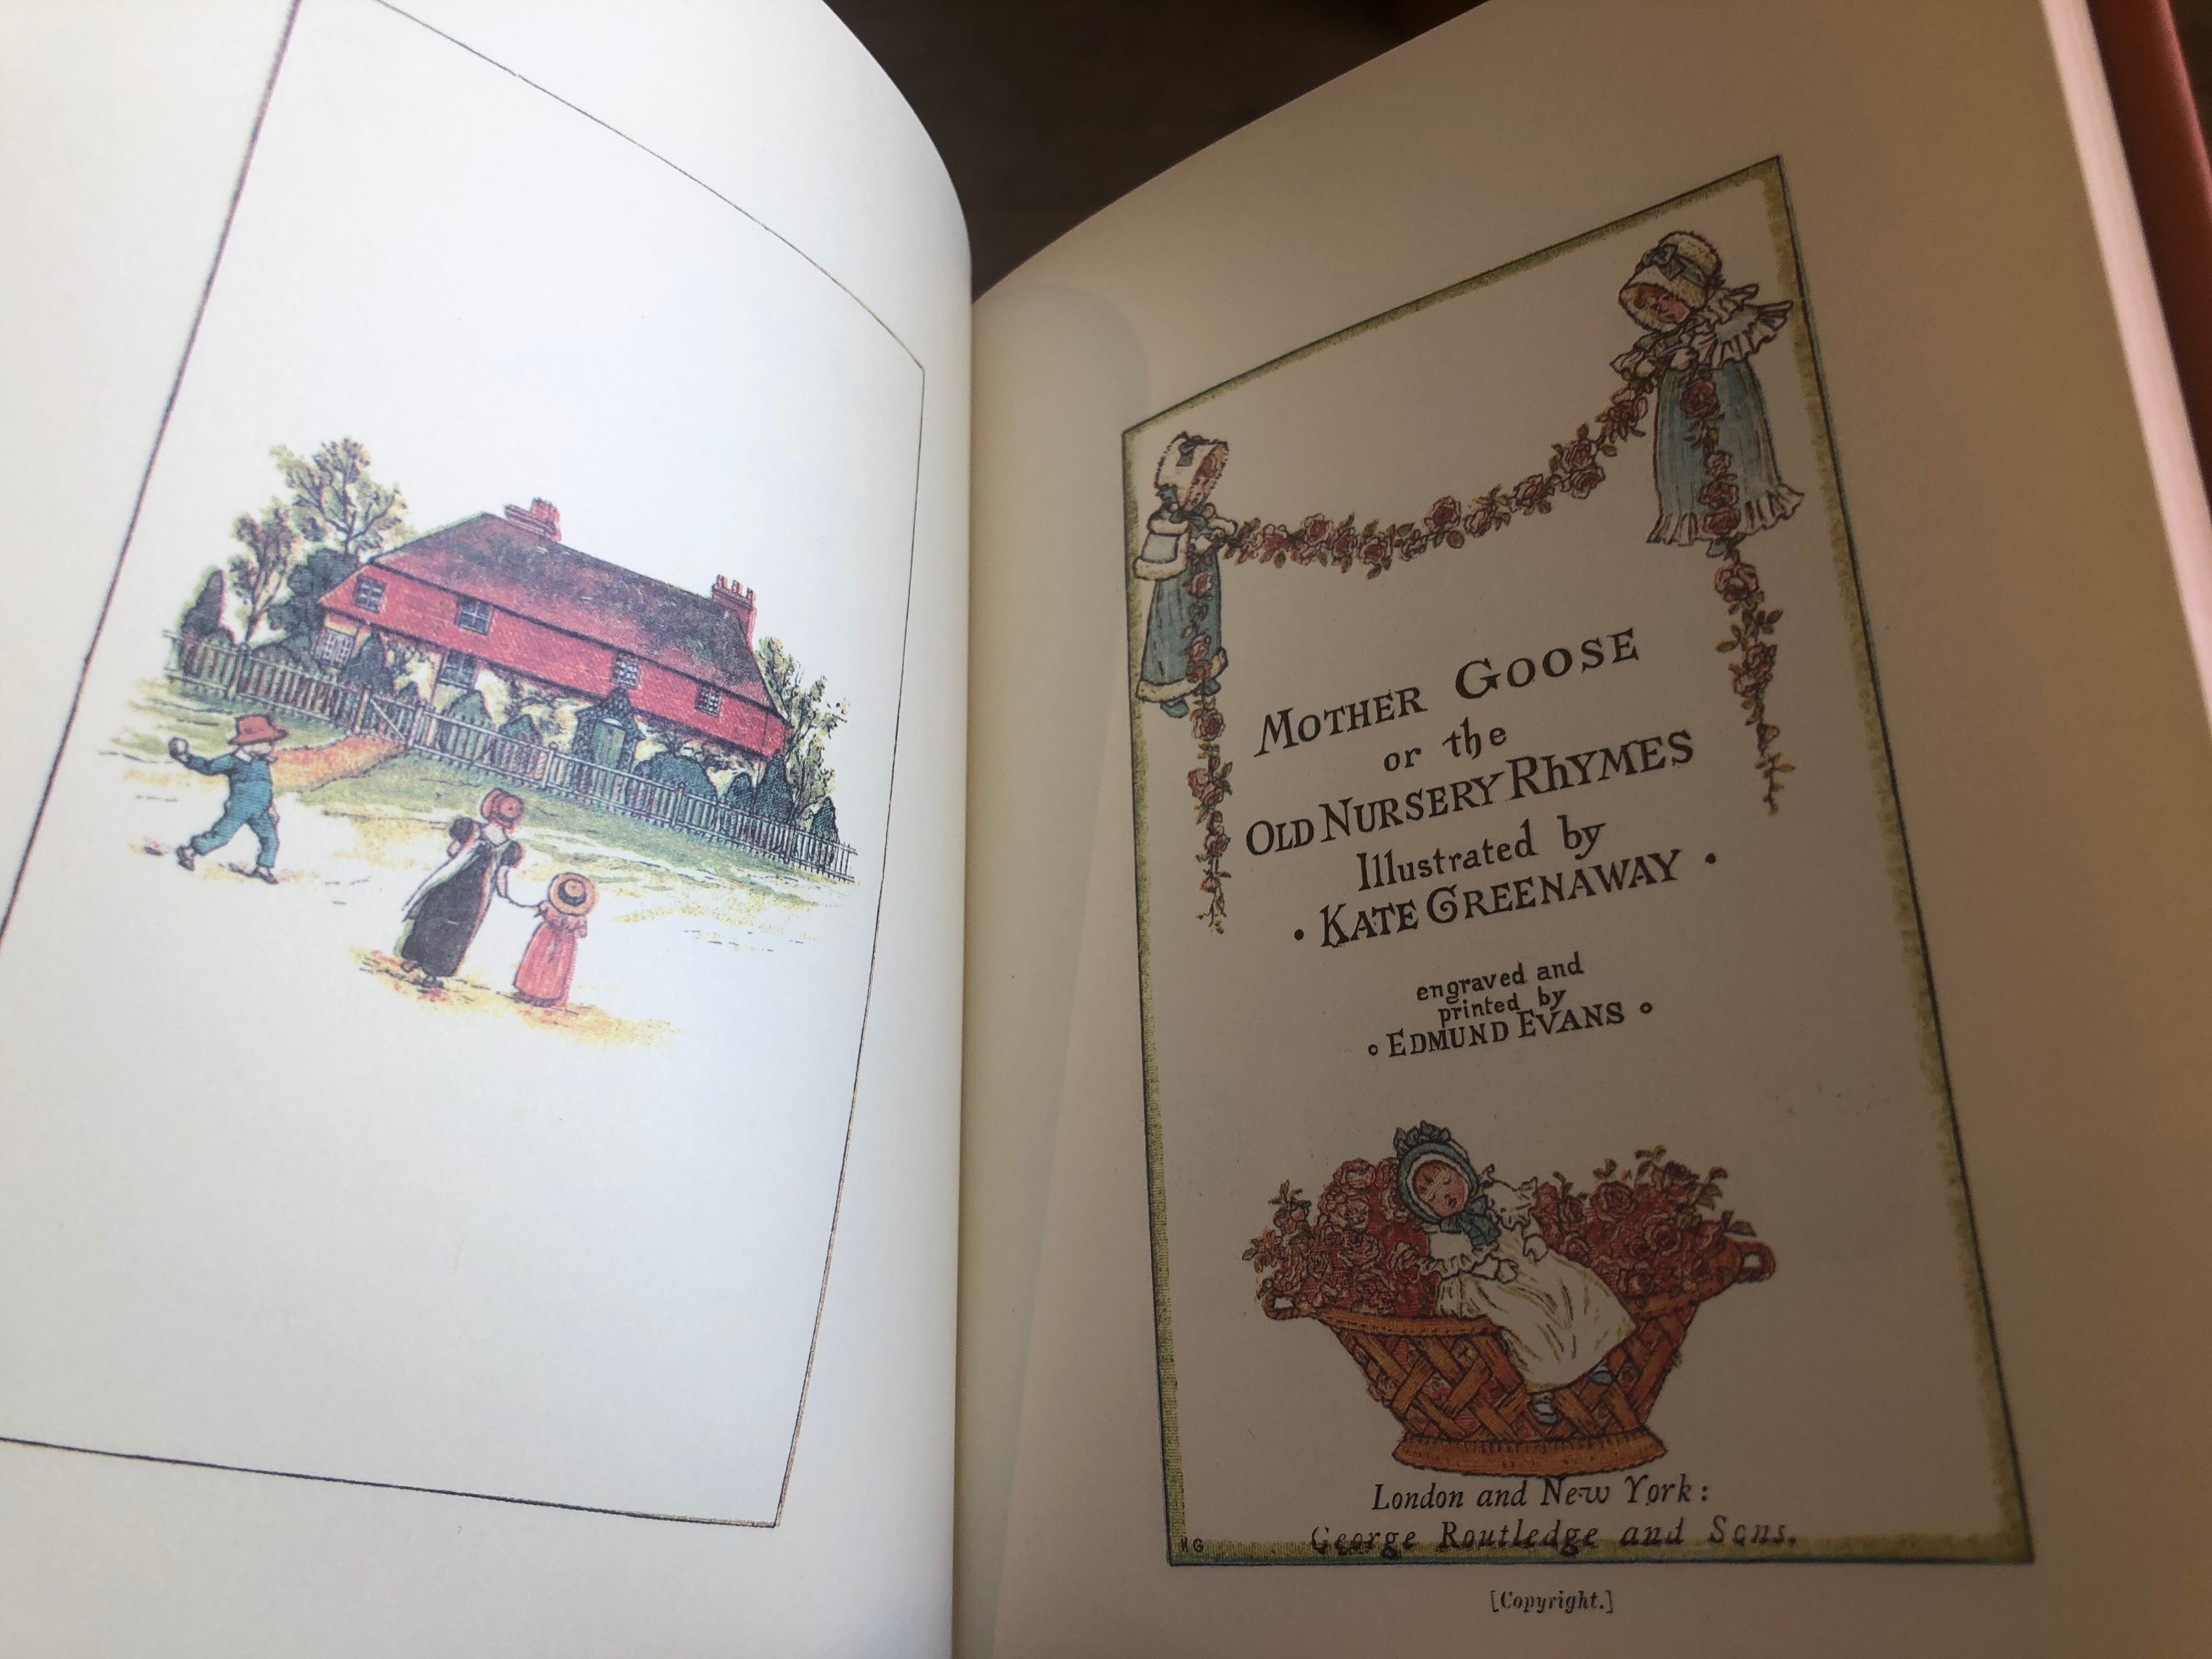 MOTHER GOOSE
or the
OLD NURSERY RHYMES
Illustrated by
• KATE GREENAWAY •
engraved and
printed by
∘ EDMUND EVANS ∘
London and New York:
George Routledge and Sons.
KG
[Copyright.]